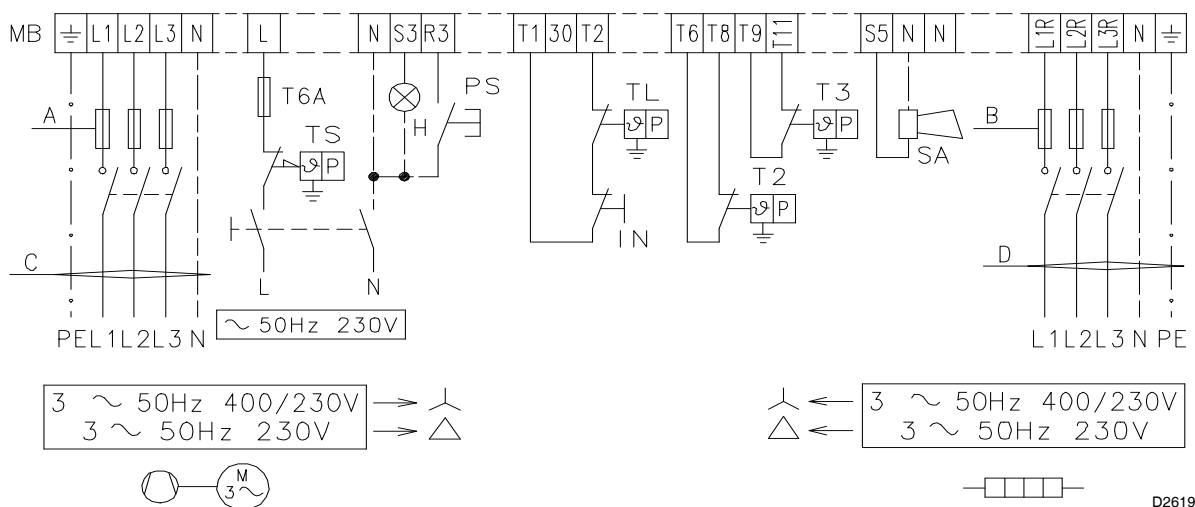 MB ⏚ L1 L2 L3 N L N S3 R3 T1 30 T2 T6 T8 T9 T11 S5 N N L1R L2R L3R N ⏚
A T6A H PS TL T3 SA B
TS T2
IN
C L N D
PE L1 L2 L3 N ~ 50Hz 230V L1 L2 L3 N PE
3 ~ 50Hz 400/230V
3 ~ 50Hz 230V
3 ~ 50Hz 400/230V
3 ~ 50Hz 230V
M
3~
ϑ P
ϑ P
ϑ P
ϑ P
D2619